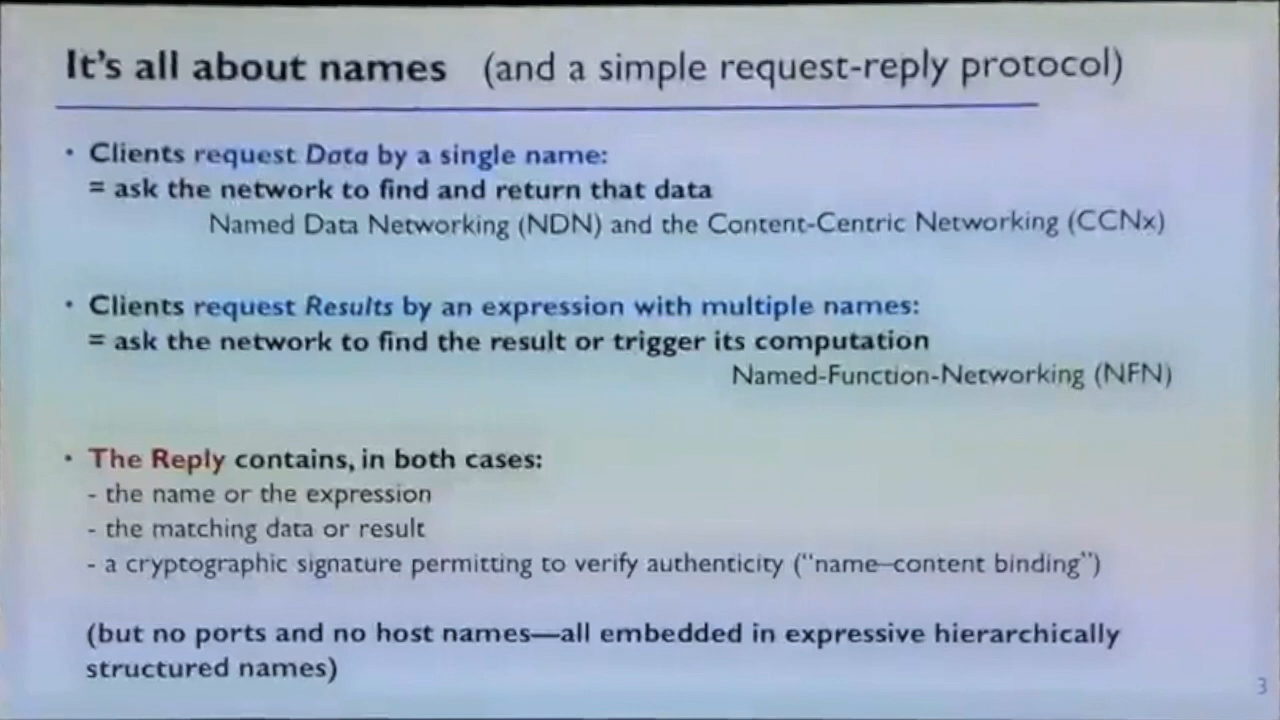 It's all about names (and a simple request-reply protocol)
• Clients request Data by a single name:
= ask the network to find and return that data
Named Data Networking (NDN) and the Content-Centric Networking (CCNx)
• Clients request Results by an expression with multiple names:
= ask the network to find the result or trigger its computation
Named-Function-Networking (NFN)
• The Reply contains, in both cases:
- the name or the expression
- the matching data or result
- a cryptographic signature permitting to verify authenticity (“name–content binding”)
(but no ports and no host names—all embedded in expressive hierarchically
structured names)
3